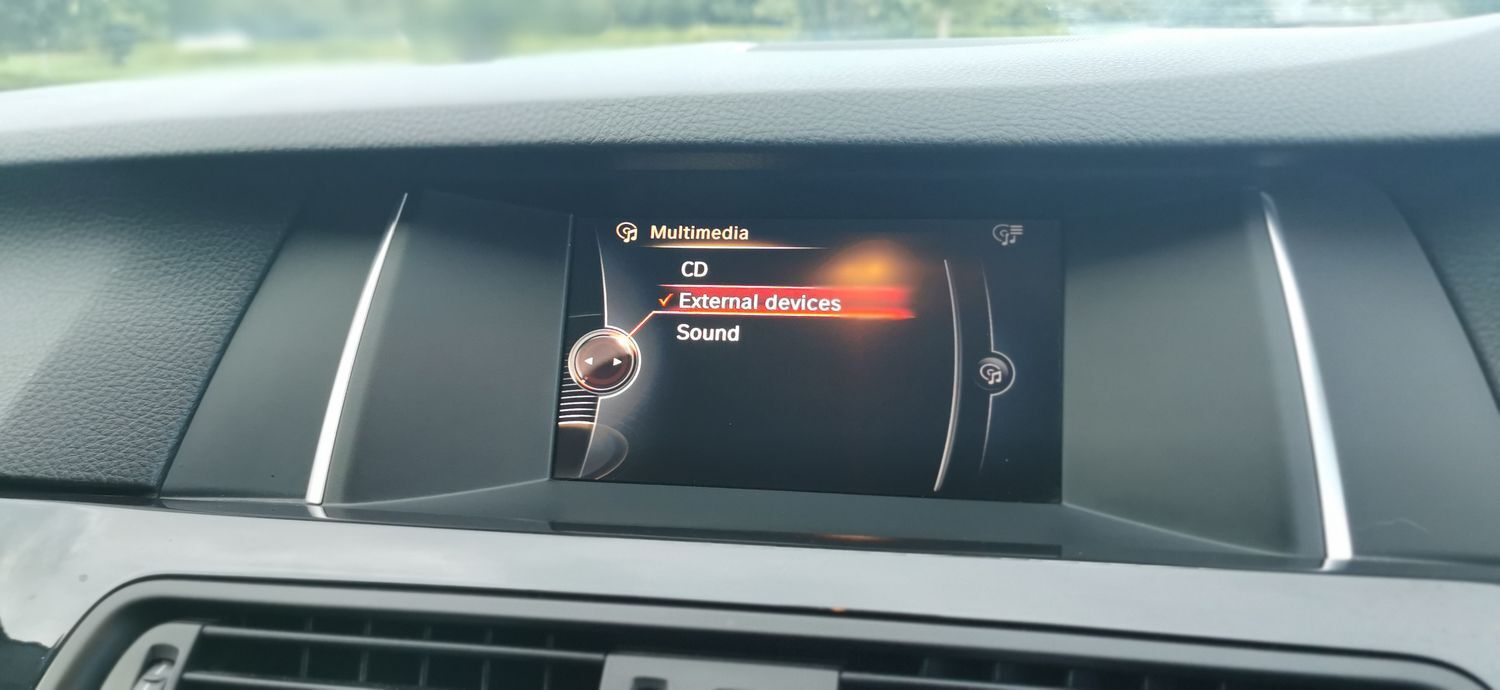 Multimedia
CD
External devices
Sound